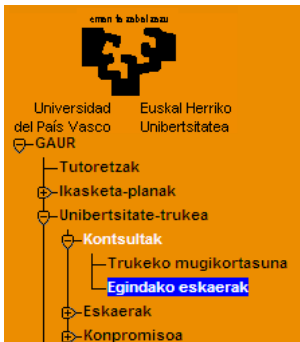 eman ta zabal zazu
Universidad Euskal Herriko
del País Vasco Unibertsitatea
GAUR
Tutoretzak
Ikasketa-planak
Unibertsitate-trukea
Kontsultak
Trukeko mugikortasuna
Egindako eskaerak
Eskaerak
Konpromisoa